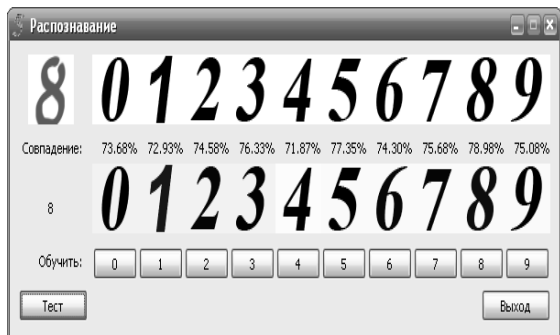 Распознавание
8 0 1 2 3 4 5 6 7 8 9
Совпадение: 73.68% 72.93% 74.58% 76.33% 71.87% 77.35% 74.30% 75.68% 78.98% 75.08%
8 0 1 2 3 4 5 6 7 8 9
Обучить: 0 1 2 3 4 5 6 7 8 9
Тест Выход